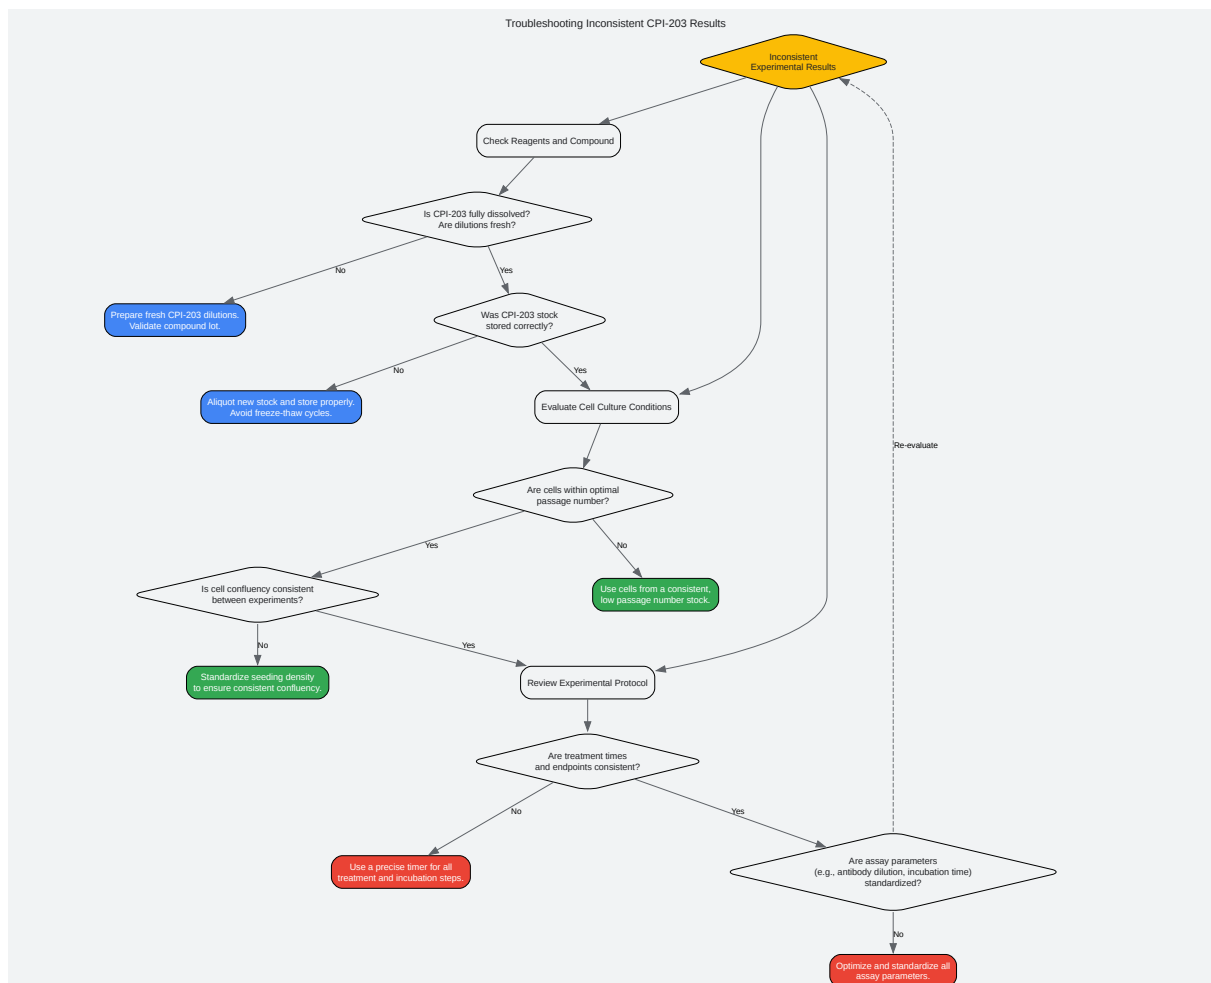 Troubleshooting Inconsistent CPI-203 Results
Inconsistent
Experimental Results
Check Reagents and Compound
Is CPI-203 fully dissolved?
Are dilutions fresh?
No
Yes
Prepare fresh CPI-203 dilutions.
Validate compound lot.
Was CPI-203 stock
stored correctly?
No
Yes
Aliquot new stock and store properly.
Avoid freeze-thaw cycles.
Evaluate Cell Culture Conditions
Re-evaluate
Are cells within optimal
passage number?
Yes
No
Is cell confluency consistent
between experiments?
Use cells from a consistent,
low passage number stock.
No
Yes
Standardize seeding density
to ensure consistent confluency.
Review Experimental Protocol
Are treatment times
and endpoints consistent?
No
Yes
Use a precise timer for all
treatment and incubation steps.
Are assay parameters
(e.g., antibody dilution, incubation time)
standardized?
No
Optimize and standardize all
assay parameters.